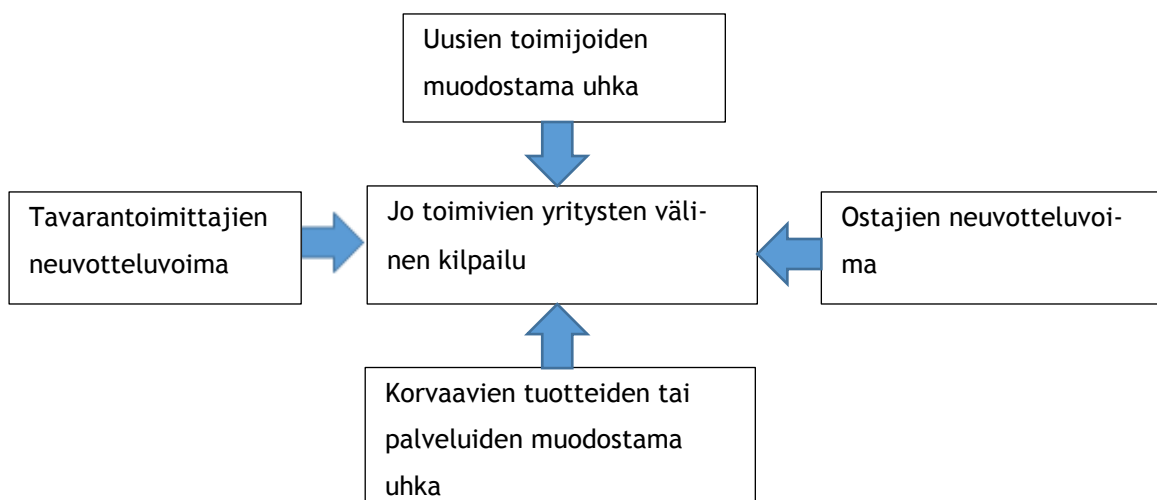 Uusien toimijoiden
muodostama uhka
Tavarantoimittajien
neuvotteluvoima
Jo toimivien yritysten väli-
nen kilpailu
Ostajien neuvotteluvoi-
ma
Korvaavien tuotteiden tai
palveluiden muodostama
uhka